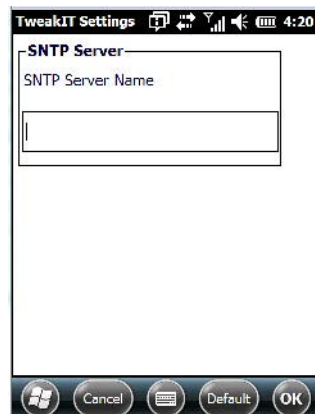 TweakIT Settings 4:20
SNTP Server
SNTP Server Name
Cancel Default OK